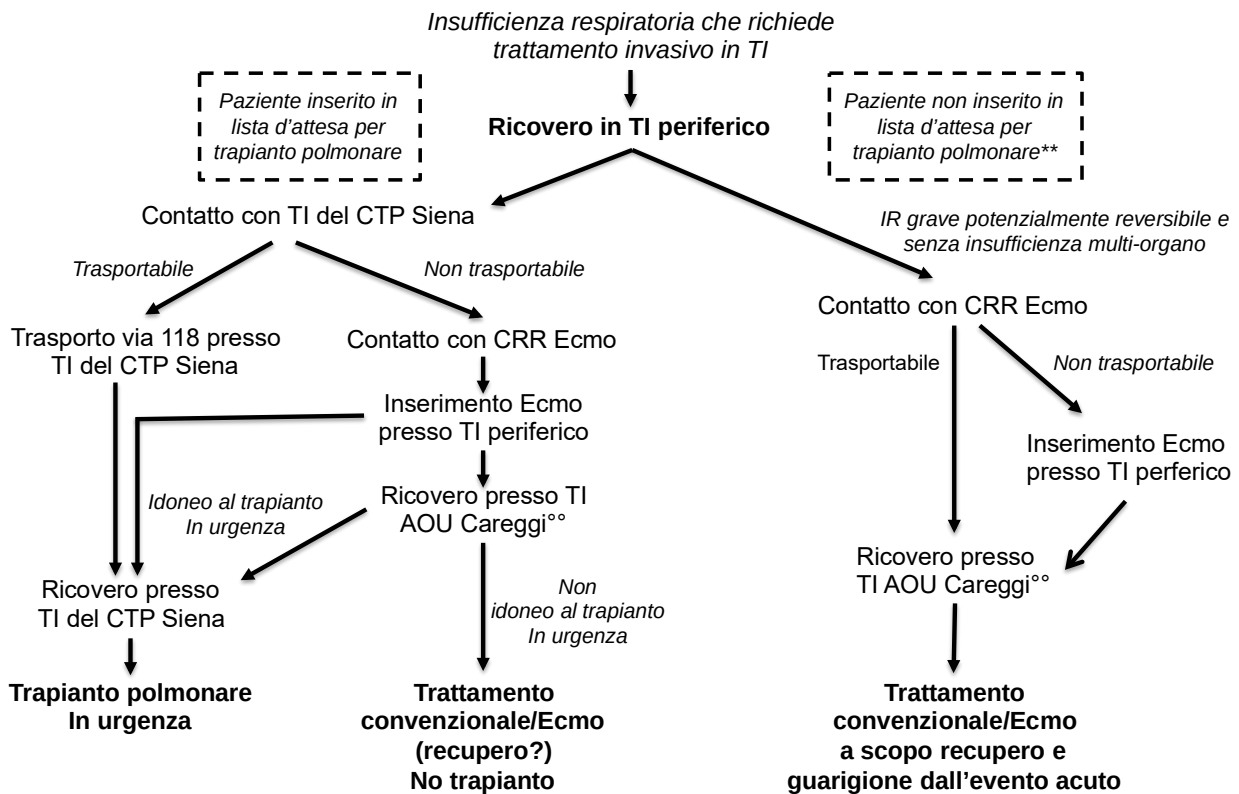 Insufficienza respiratoria che richiede
trattamento invasivo in TI
Paziente inserito in
lista d'attesa per
trapianto polmonare
Ricovero in TI periferico
Paziente non inserito in
lista d'attesa per
trapianto polmonare**
Contatto con TI del CTP Siena
IR grave potenzialmente reversibile e
senza insufficienza multi-organo
Trasportabile
Non trasportabile
Contatto con CRR Ecmo
Trasporto via 118 presso
TI del CTP Siena
Contatto con CRR Ecmo
Trasportabile
Non trasportabile
Inserimento Ecmo
presso TI periferico
Inserimento Ecmo
presso TI perferico
Idoneo al trapianto
In urgenza
Ricovero presso TI
AOU Careggi°°
Ricovero presso
TI AOU Careggi°°
Ricovero presso
TI del CTP Siena
Non
idoneo al trapianto
In urgenza
Trapianto polmonare
In urgenza
Trattamento
convenzionale/Ecmo
(recupero?)
No trapianto
Trattamento
convenzionale/Ecmo
a scopo recupero e
guarigione dall'evento acuto